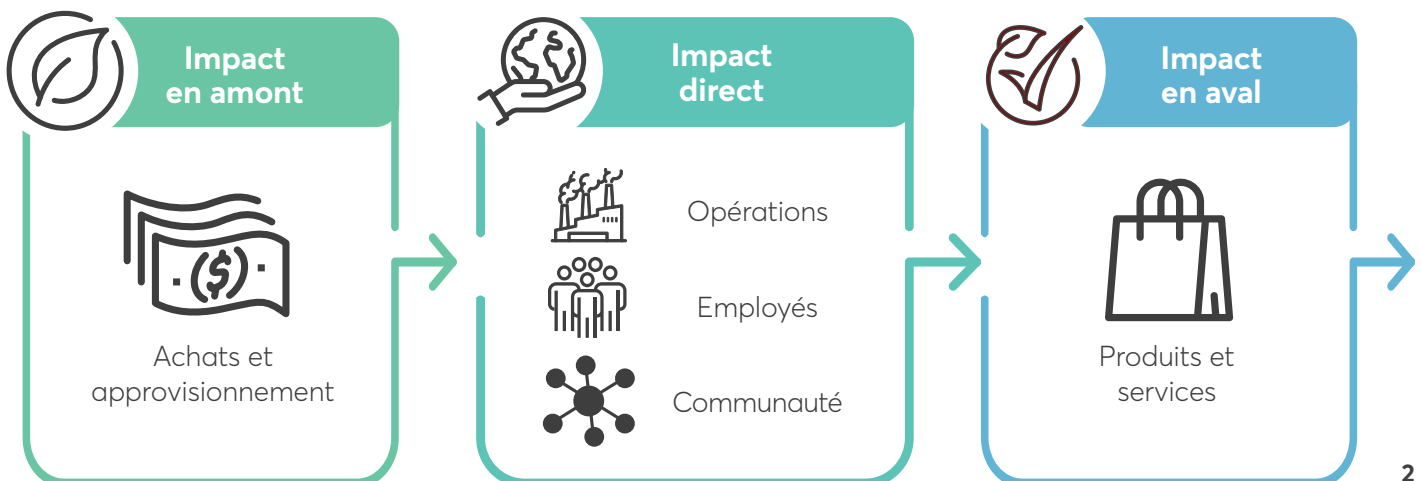 Impact
en amont
Achats et
approvisionnement
Impact
direct
Opérations
Employés
Communauté
Impact
en aval
Produits et
services
2